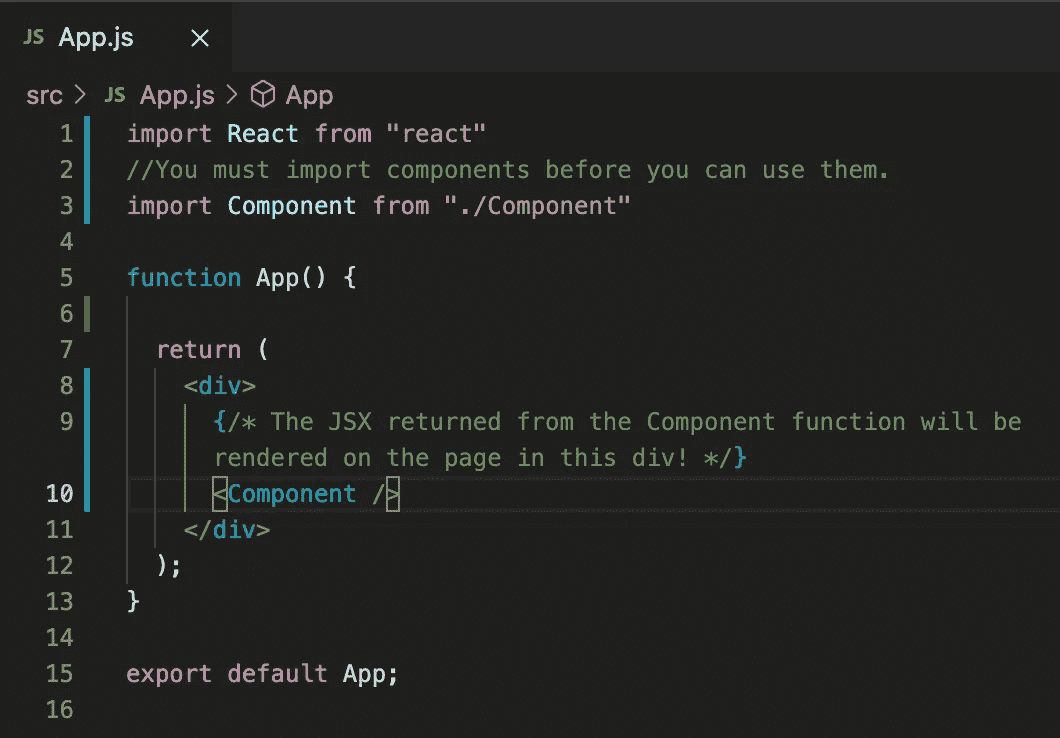 JS App.js ×
src > JS App.js > App
1 import React from "react"
2 //You must import components before you can use them.
3 import Component from "./Component"
4
5 function App() {
6
7 return (
8 <div>
9 {/* The JSX returned from the Component function will be
rendered on the page in this div! */}
10 <Component />
11 </div>
12 );
13 }
14
15 export default App;
16